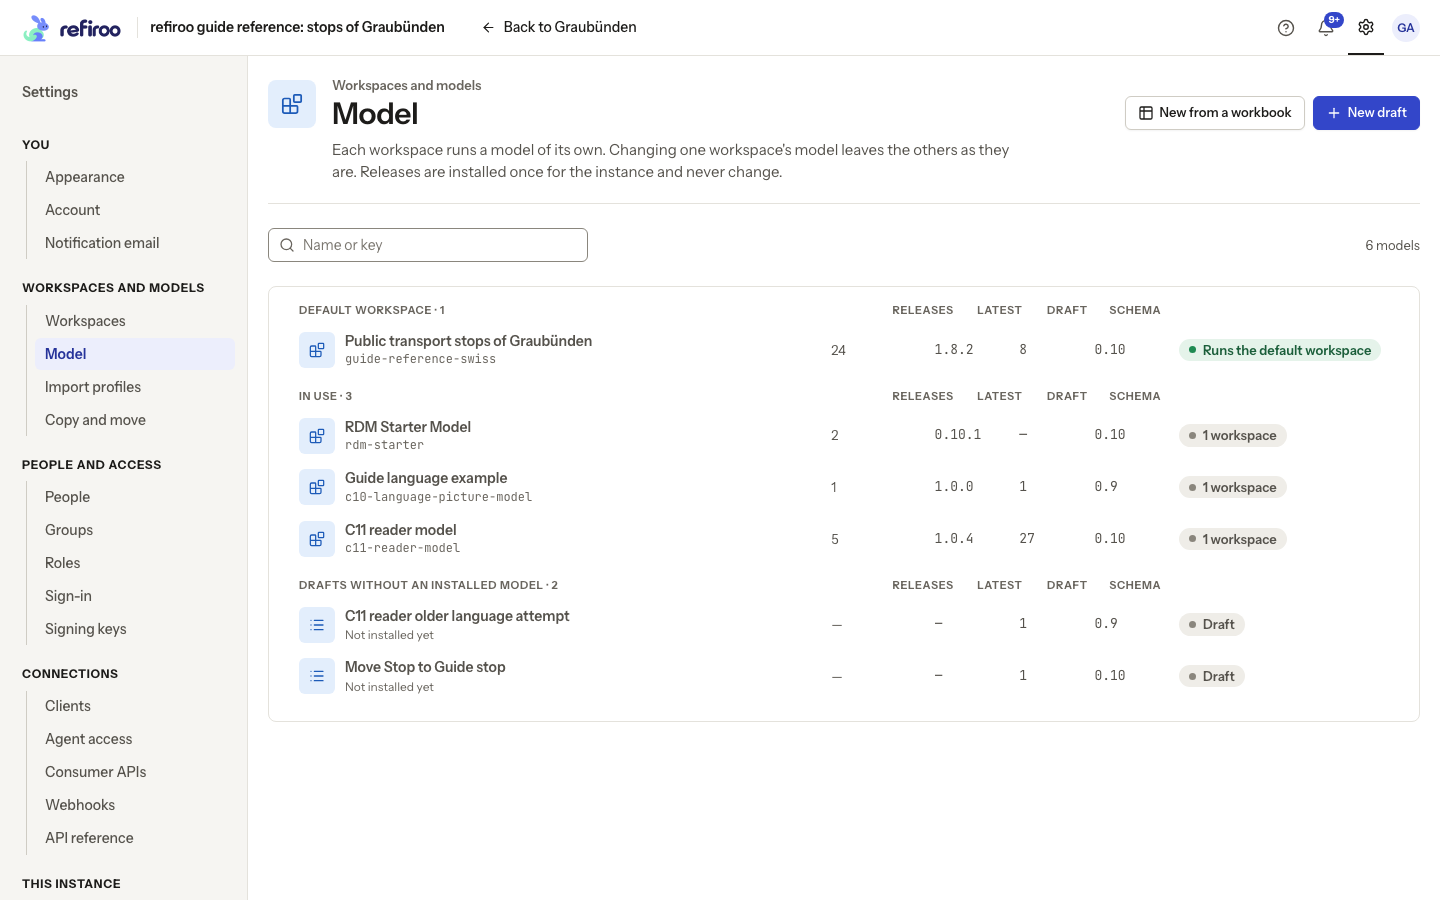 refiroo
refiroo guide reference: stops of Graubünden
Back to Graubünden
9+
GA
Settings
YOU
Appearance
Account
Notification email
WORKSPACES AND MODELS
Workspaces
Model
Import profiles
Copy and move
PEOPLE AND ACCESS
People
Groups
Roles
Sign-in
Signing keys
CONNECTIONS
Clients
Agent access
Consumer APIs
Webhooks
API reference
THIS INSTANCE
Workspaces and models
Model
Each workspace runs a model of its own. Changing one workspace's model leaves the others as they
are. Releases are installed once for the instance and never change.
New from a workbook
New draft
Name or key
6 models
DEFAULT WORKSPACE · 1 RELEASES LATEST DRAFT SCHEMA
Public transport stops of Graubünden
guide-reference-swiss
24 1.8.2 8 0.10 Runs the default workspace
IN USE · 3 RELEASES LATEST DRAFT SCHEMA
RDM Starter Model
rdm-starter
2 0.10.1 — 0.10 1 workspace
Guide language example
c10-language-picture-model
1 1.0.0 1 0.9 1 workspace
C11 reader model
c11-reader-model
5 1.0.4 27 0.10 1 workspace
DRAFTS WITHOUT AN INSTALLED MODEL · 2 RELEASES LATEST DRAFT SCHEMA
C11 reader older language attempt
Not installed yet
— — 1 0.9 Draft
Move Stop to Guide stop
Not installed yet
— — 1 0.10 Draft